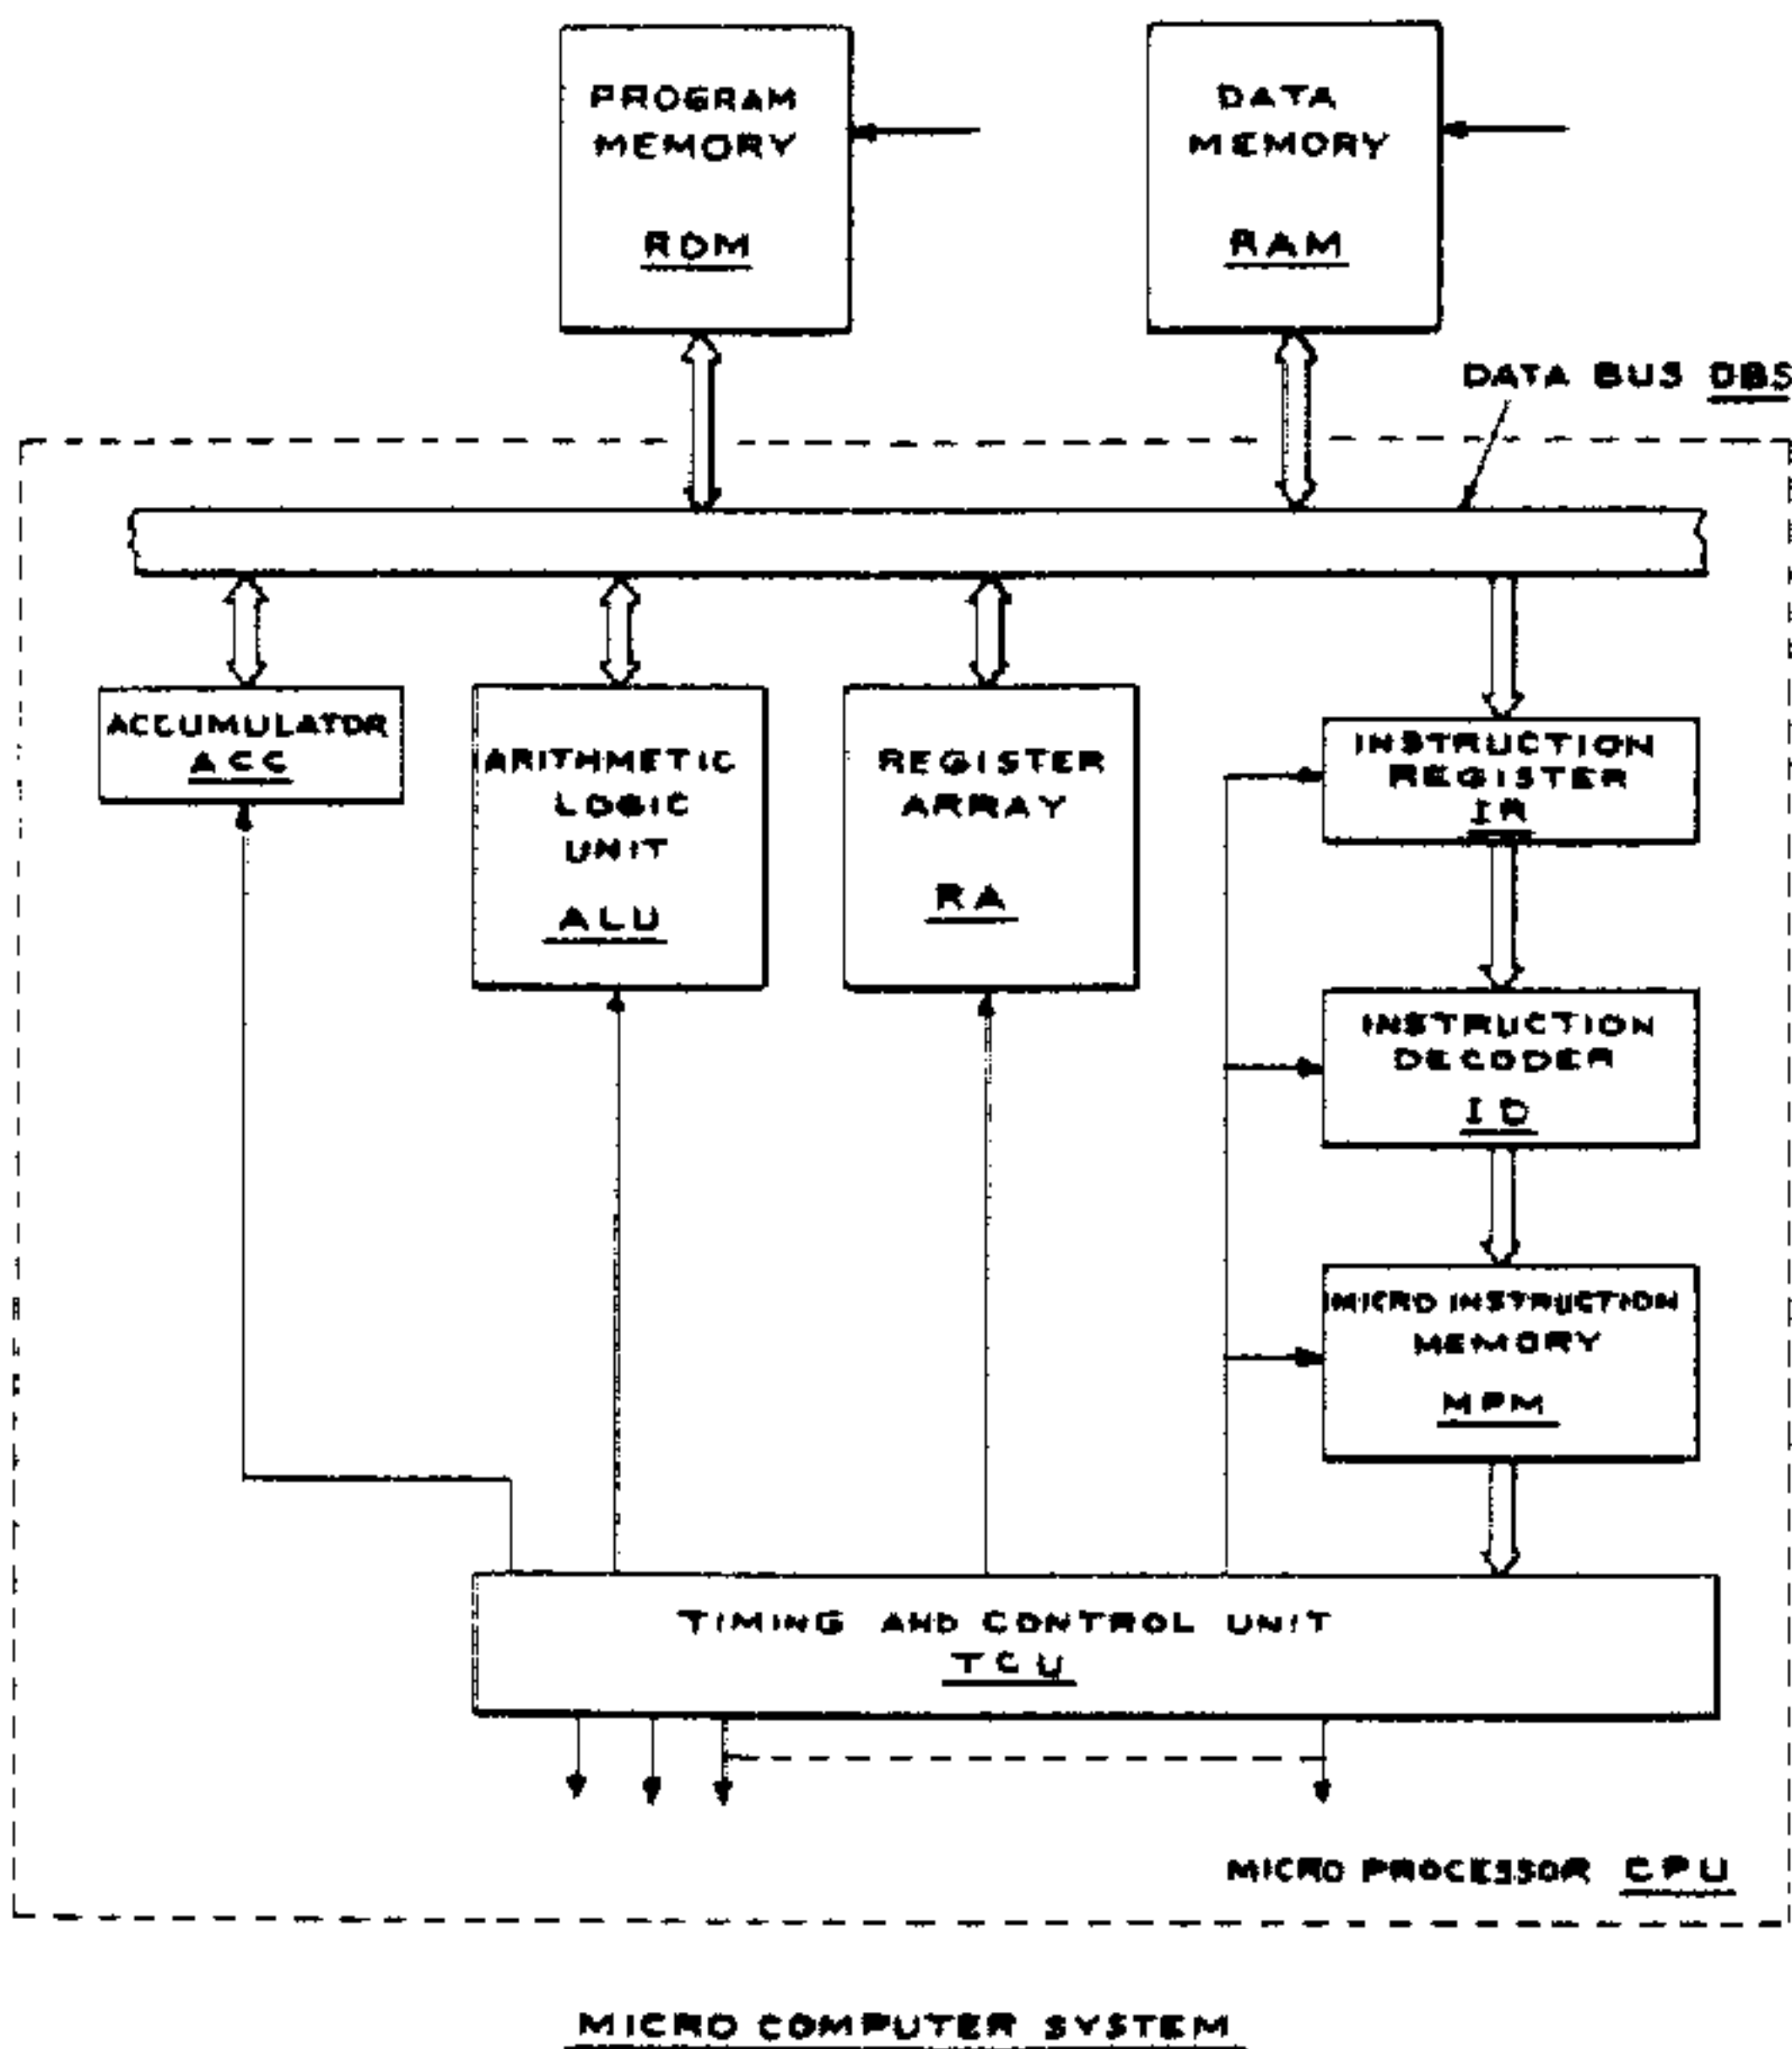 PROGRAM
MEMORY
ROM
DATA
MEMORY
RAM
DATA BUS DBS
ACCUMULATOR
ACC
ARITHMETIC
LOGIC
UNIT
ALU
REGISTER
ARRAY
RA
INSTRUCTION
REGISTER
IR
INSTRUCTION
DECODER
ID
MICRO INSTRUCTION
MEMORY
MPM
TIMING AND CONTROL UNIT
TCU
MICRO PROCESSOR CPU
MICRO COMPUTER SYSTEM